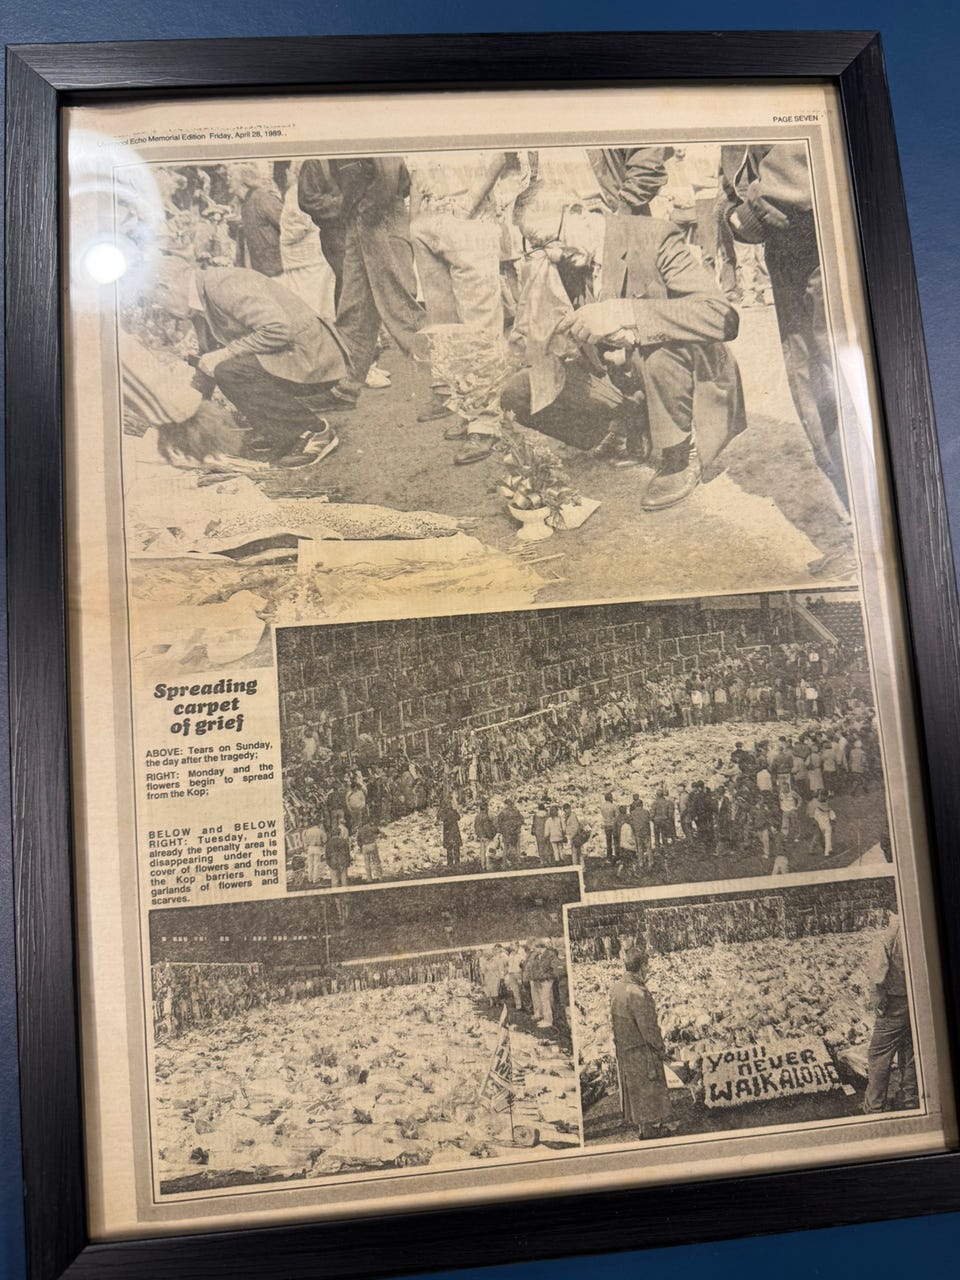 Liverpool Echo Memorial Edition Friday, April 28, 1989.
PAGE SEVEN
Spreading
carpet
of grief
ABOVE: Tears on Sunday,
the day after the tragedy;
RIGHT: Monday and the
flowers begin to spread
from the Kop;
BELOW and BELOW
RIGHT: Tuesday, and
already the penalty area is
disappearing under the
cover of flowers and from
the Kop barriers hang
garlands of flowers and
scarves.
YOU'll
NEVER
WALK ALONE